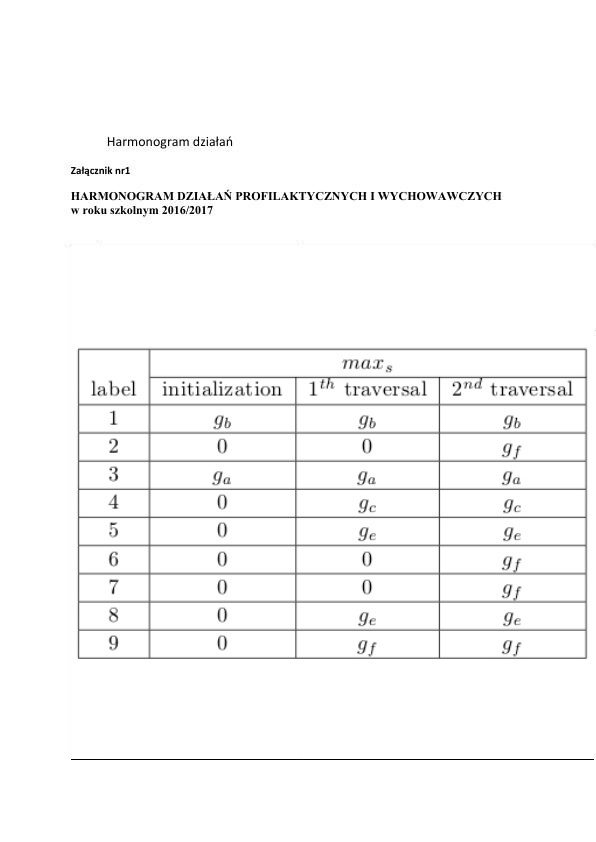 Harmonogram działań
Załącznik nr1
HARMONOGRAM DZIAŁAŃ PROFILAKTYCZNYCH I WYCHOWAWCZYCH
w roku szkolnym 2016/2017
max_s
label initialization 1^th traversal 2^nd traversal
1 g_b g_b g_b
2 0 0 g_f
3 g_a g_a g_a
4 0 g_c g_c
5 0 g_e g_e
6 0 0 g_f
7 0 0 g_f
8 0 g_e g_e
9 0 g_f g_f